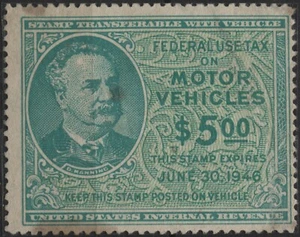 STAMP TRANSFERABLE WITH VEHICLE
FEDERAL USE TAX
ON
MOTOR
VEHICLES
$5.00
THIS STAMP EXPIRES
JUNE 30, 1946
KEEP THIS STAMP POSTED ON VEHICLE
D. MANNING
UNITED STATES INTERNAL REVENUE